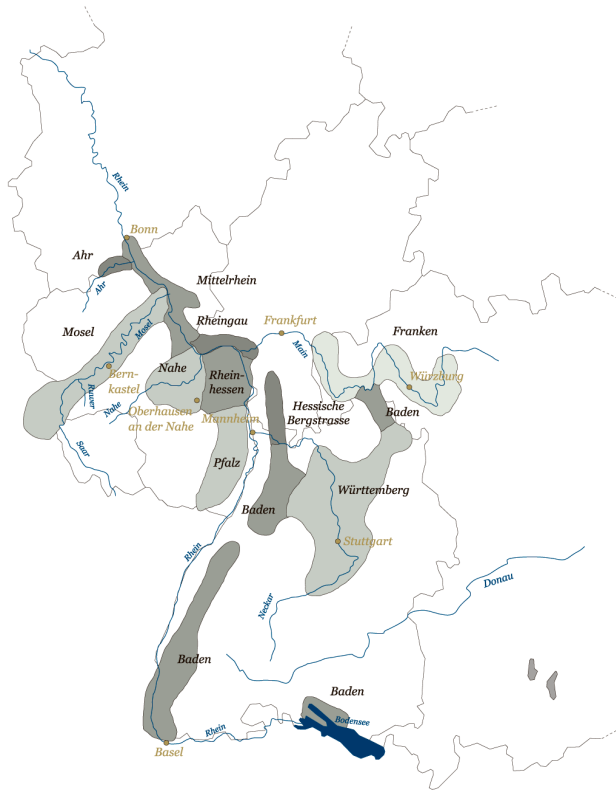 Rhein
Bonn
Ahr
Ahr
Mittelrhein
Rheingau
Frankfurt
Mosel
Mosel
Main
Franken
Nahe
Bern-
kastel
Rhein-
hessen
Würzburg
Ruwer
Nahe
Oberhausen
an der Nahe
Mannheim
Hessische
Bergstrasse
Baden
Saar
Pfalz
Württemberg
Baden
Stuttgart
Rhein
Donau
Neckar
Baden
Baden
Bodensee
Rhein
Basel